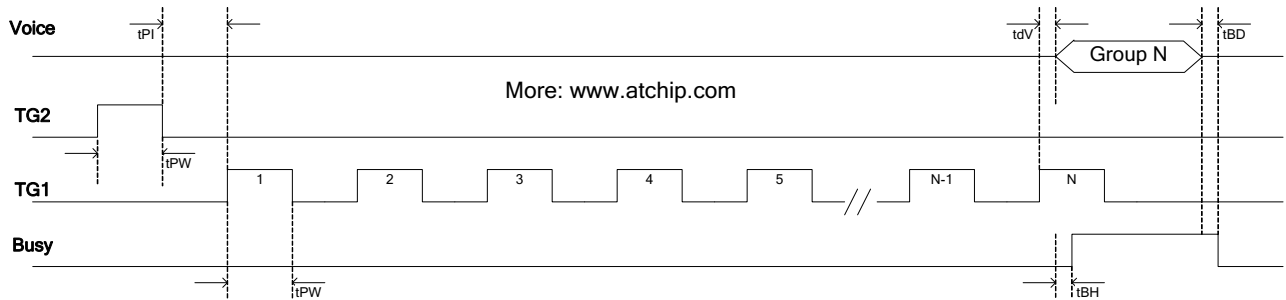 Voice
tPI
tdV
tBD
Group N
More: www.atchip.com
TG2
tPW
TG1
1
2
3
4
5
N-1
N
Busy
tPW
tBH